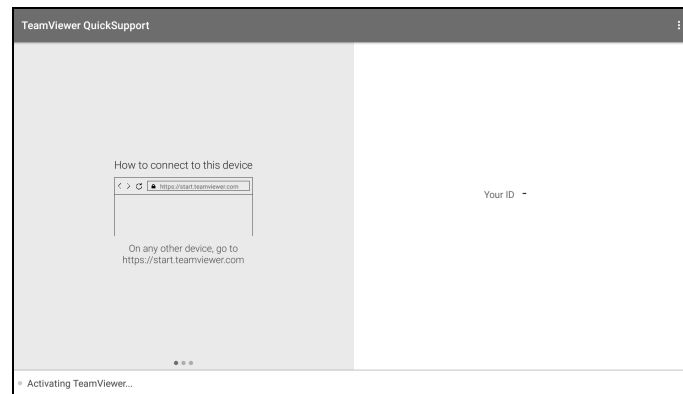 TeamViewer QuickSupport
How to connect to this device
https://start.teamviewer.com
On any other device, go to
https://start.teamviewer.com
Your ID -
Activating TeamViewer...